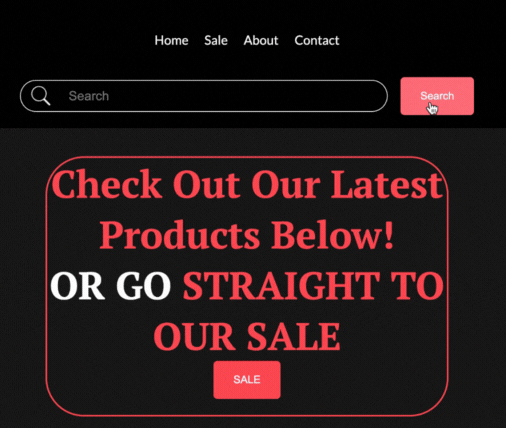 Home Sale About Contact
Search Search
Check Out Our Latest
Products Below!
OR GO STRAIGHT TO
OUR SALE
SALE